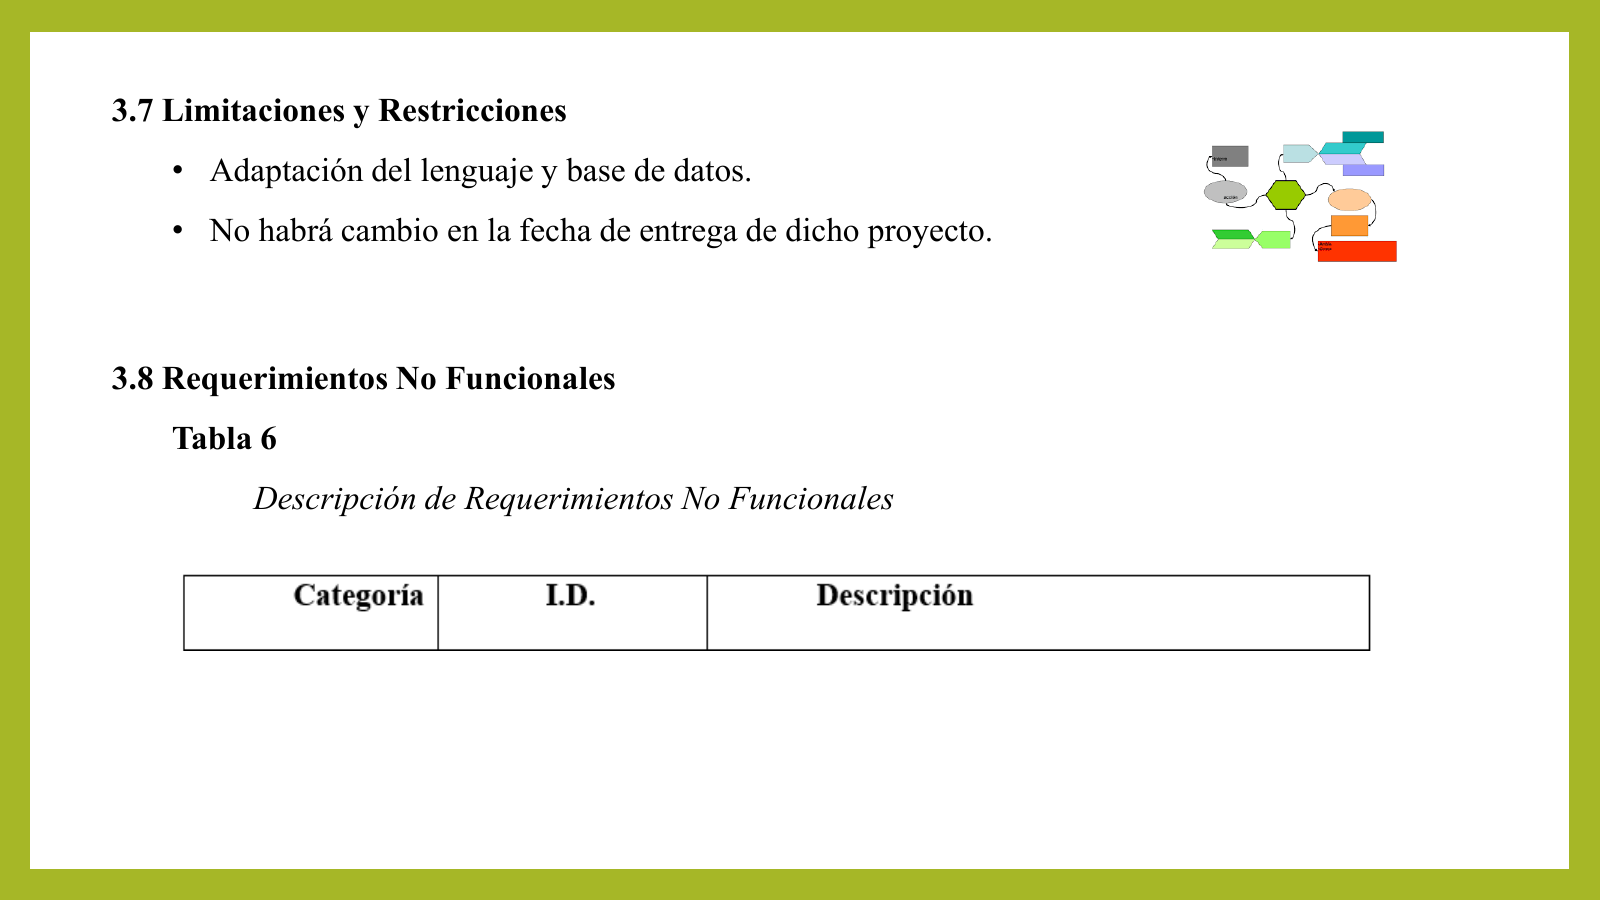 3.7 Limitaciones y Restricciones
• Adaptación del lenguaje y base de datos.
• No habrá cambio en la fecha de entrega de dicho proyecto.
3.8 Requerimientos No Funcionales
Tabla 6
Descripción de Requerimientos No Funcionales
Categoría I.D. Descripción